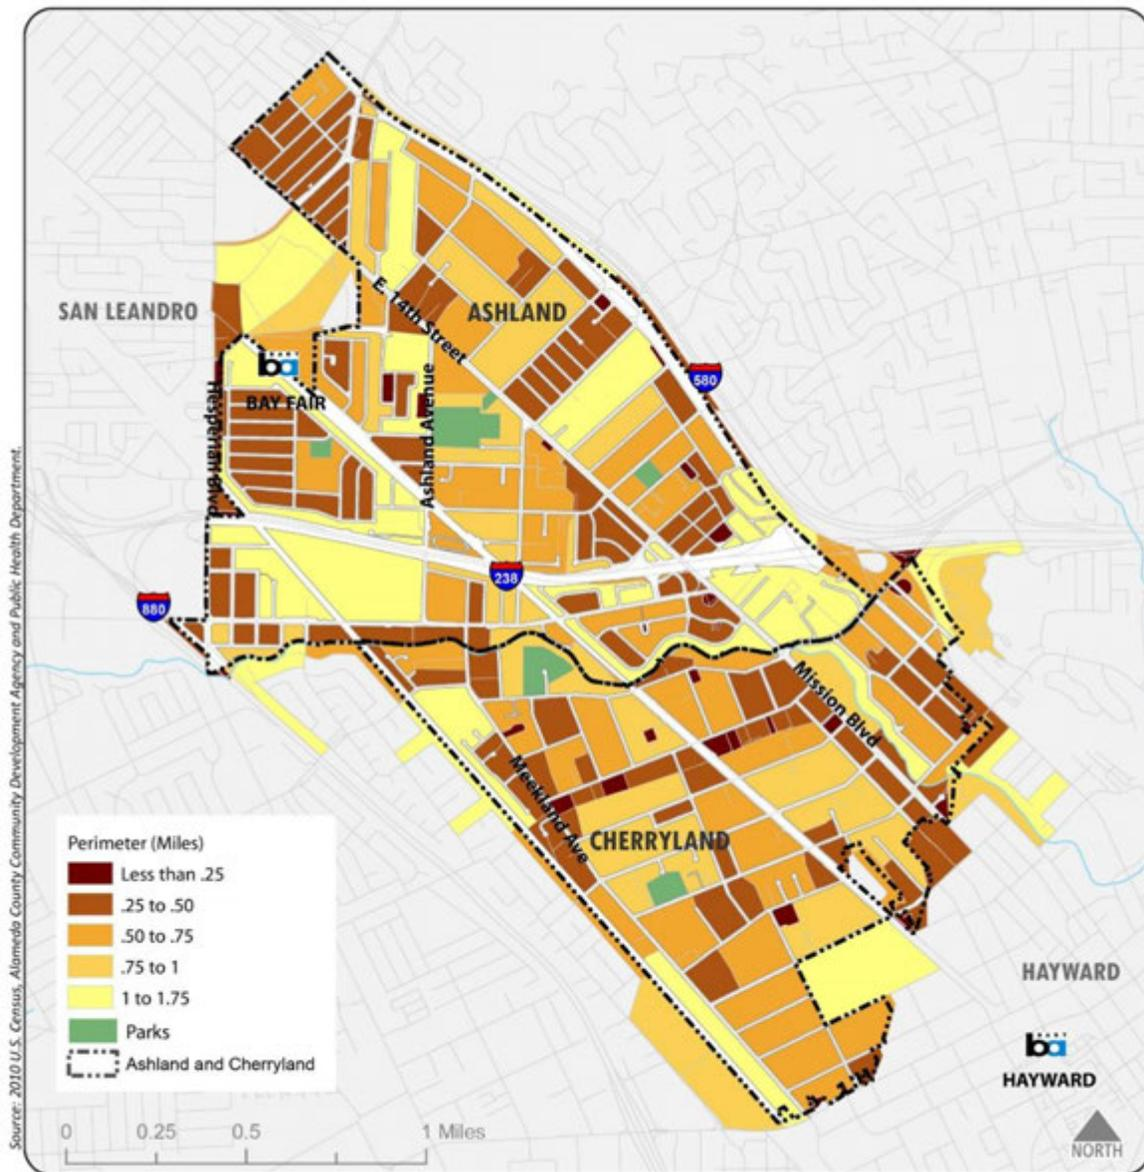 SAN LEANDRO
E. 14th Street
ASHLAND
580
ba
BAY FAIR
Hesperian Blvd
Ashland Avenue
238
880
Mission Blvd
Meekland Ave
CHERRYLAND
Perimeter (Miles)
Less than .25
.25 to .50
.50 to .75
.75 to 1
1 to 1.75
Parks
Ashland and Cherryland
HAYWARD
ba
HAYWARD
NORTH
0 0.25 0.5 1 Miles
Source: 2010 U.S. Census, Alameda County Community Development Agency and Public Health Department.